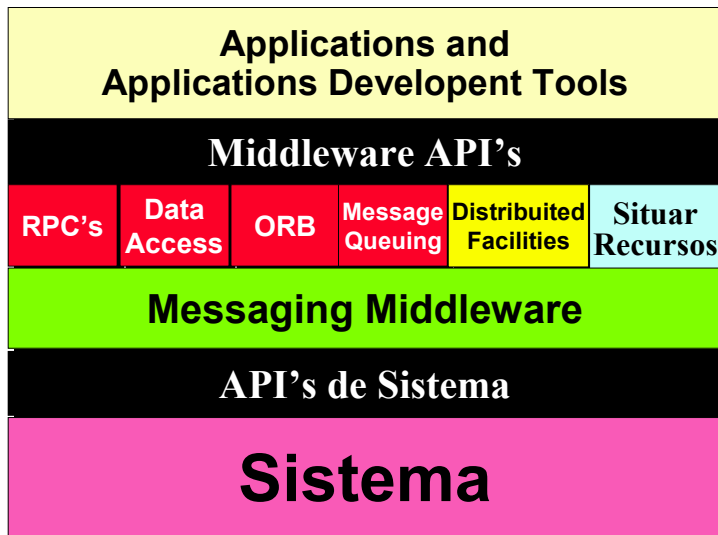 Applications and
Applications Developent Tools
Middleware API’s
RPC’s
Data
Access
ORB
Message
Queuing
Distribuited
Facilities
Situar
Recursos
Messaging Middleware
API’s de Sistema
Sistema